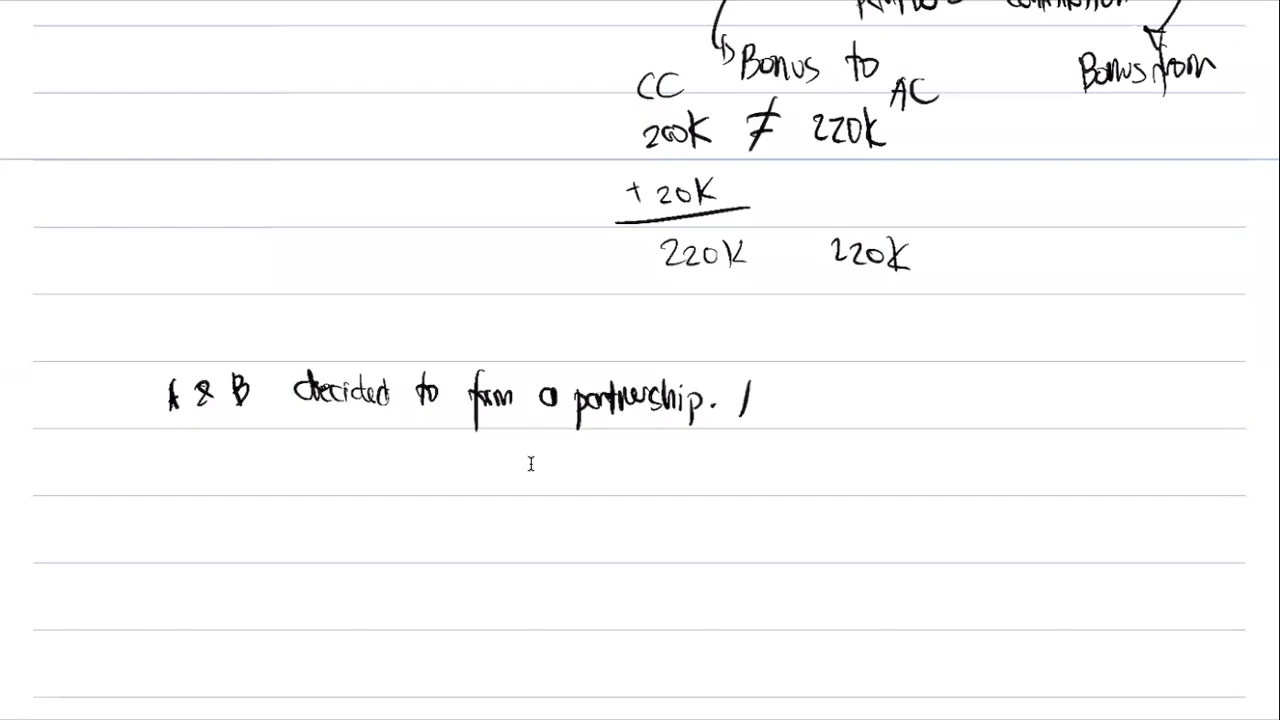 Bonus to
Bonus from
CC
AC
200K ≠ 220K
+ 20K
220K 220K
A & B decided to form a partnership. /